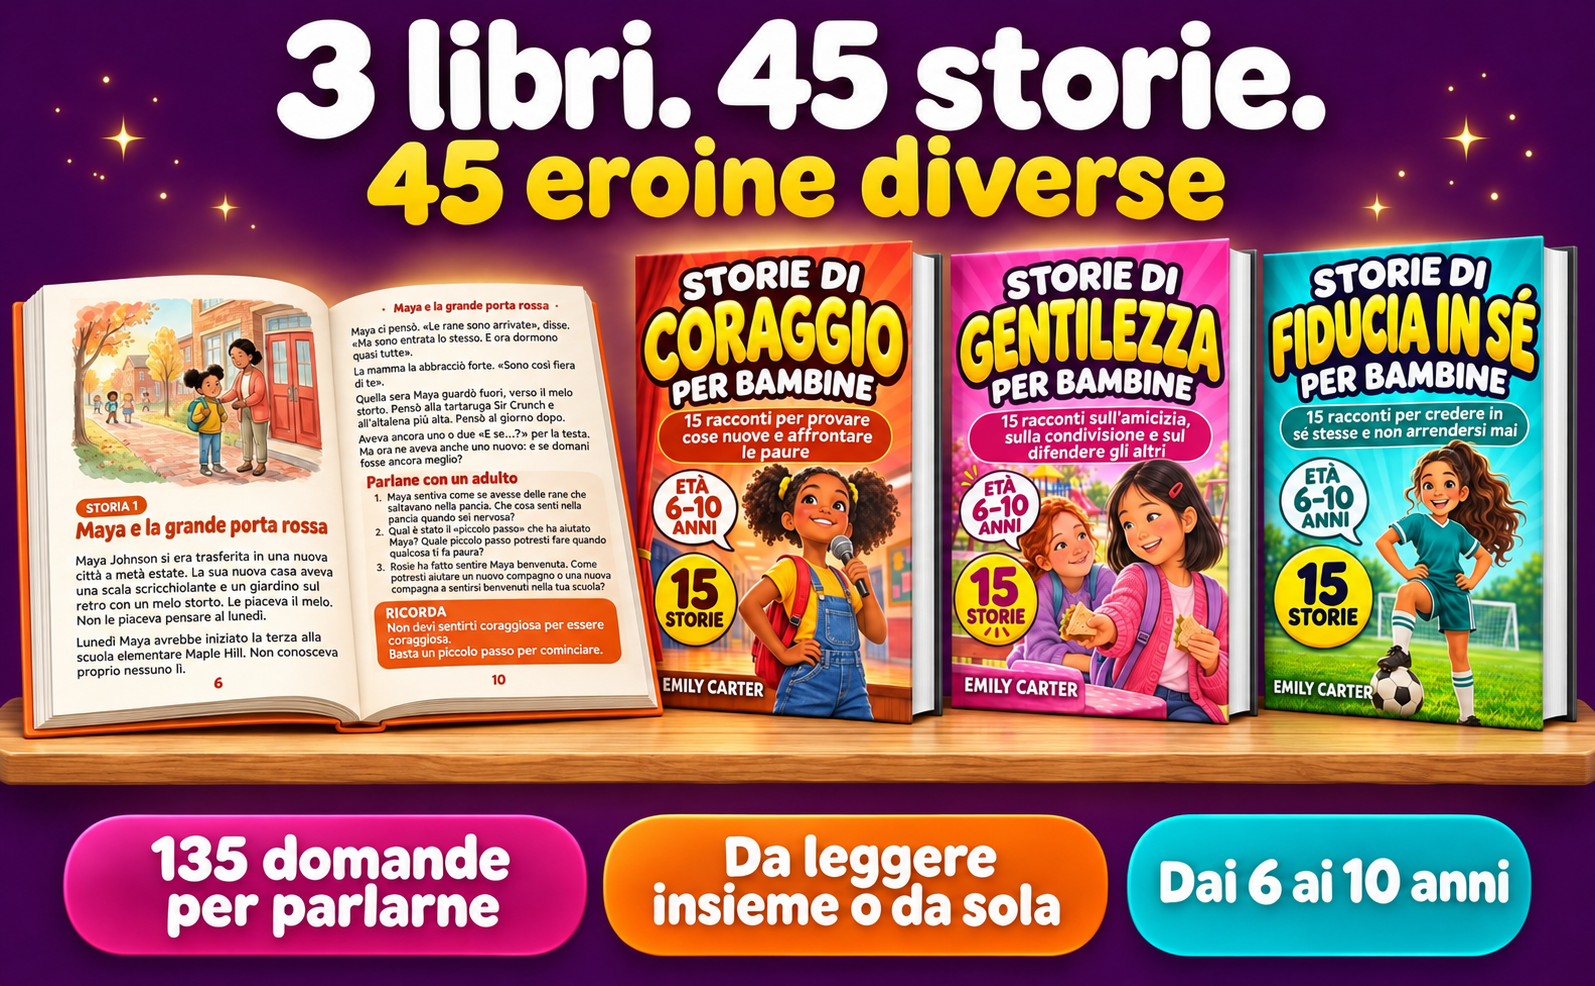 3 libri. 45 storie.
45 eroine diverse
STORIA 1
Maya e la grande porta rossa
Maya Johnson si era trasferita in una nuova
città a metà estate. La sua nuova casa aveva
una scala scricchiolante e un giardino sul
retro con un melo storto. Le piaceva il melo.
Non le piaceva pensare al lunedì.
Lunedì Maya avrebbe iniziato la terza alla
scuola elementare Maple Hill. Non conosceva
proprio nessuno lì.
6
· Maya e la grande porta rossa ·
Maya ci pensò. «Le rane sono arrivate», disse.
«Ma sono entrata lo stesso. E ora dormono
quasi tutte».
La mamma la abbracciò forte. «Sono così fiera
di te».
Quella sera Maya guardò fuori, verso il melo
storto. Pensò alla tartaruga Sir Crunch e
all'altalena più alta. Pensò al giorno dopo.
Aveva ancora uno o due «E se...?» per la testa.
Ma ora ne aveva anche uno nuovo: e se domani
fosse ancora meglio?
Parlane con un adulto
1. Maya sentiva come se avesse delle rane che
saltavano nella pancia. Che cosa senti nella
pancia quando sei nervosa?
2. Qual è stato il «piccolo passo» che ha aiutato
Maya? Quale piccolo passo potresti fare quando
qualcosa ti fa paura?
3. Rosie ha fatto sentire Maya benvenuta. Come
potresti aiutare un nuovo compagno o una nuova
compagna a sentirsi benvenuti nella tua scuola?
RICORDA
Non devi sentirti coraggiosa per essere
coraggiosa.
Basta un piccolo passo per cominciare.
10
STORIE DI
CORAGGIO
PER BAMBINE
15 racconti per provare
cose nuove e affrontare
le paure
ETÀ
6–10
ANNI
15
STORIE
EMILY CARTER
STORIE DI
GENTILEZZA
PER BAMBINE
15 racconti sull'amicizia,
sulla condivisione e sul
difendere gli altri
ETÀ
6–10
ANNI
15
STORIE
EMILY CARTER
STORIE DI
FIDUCIA IN SÉ
PER BAMBINE
15 racconti per credere in
sé stesse e non arrendersi mai
ETÀ
6–10
ANNI
15
STORIE
EMILY CARTER
135 domande
per parlarne
Da leggere
insieme o da sola
Dai 6 ai 10 anni